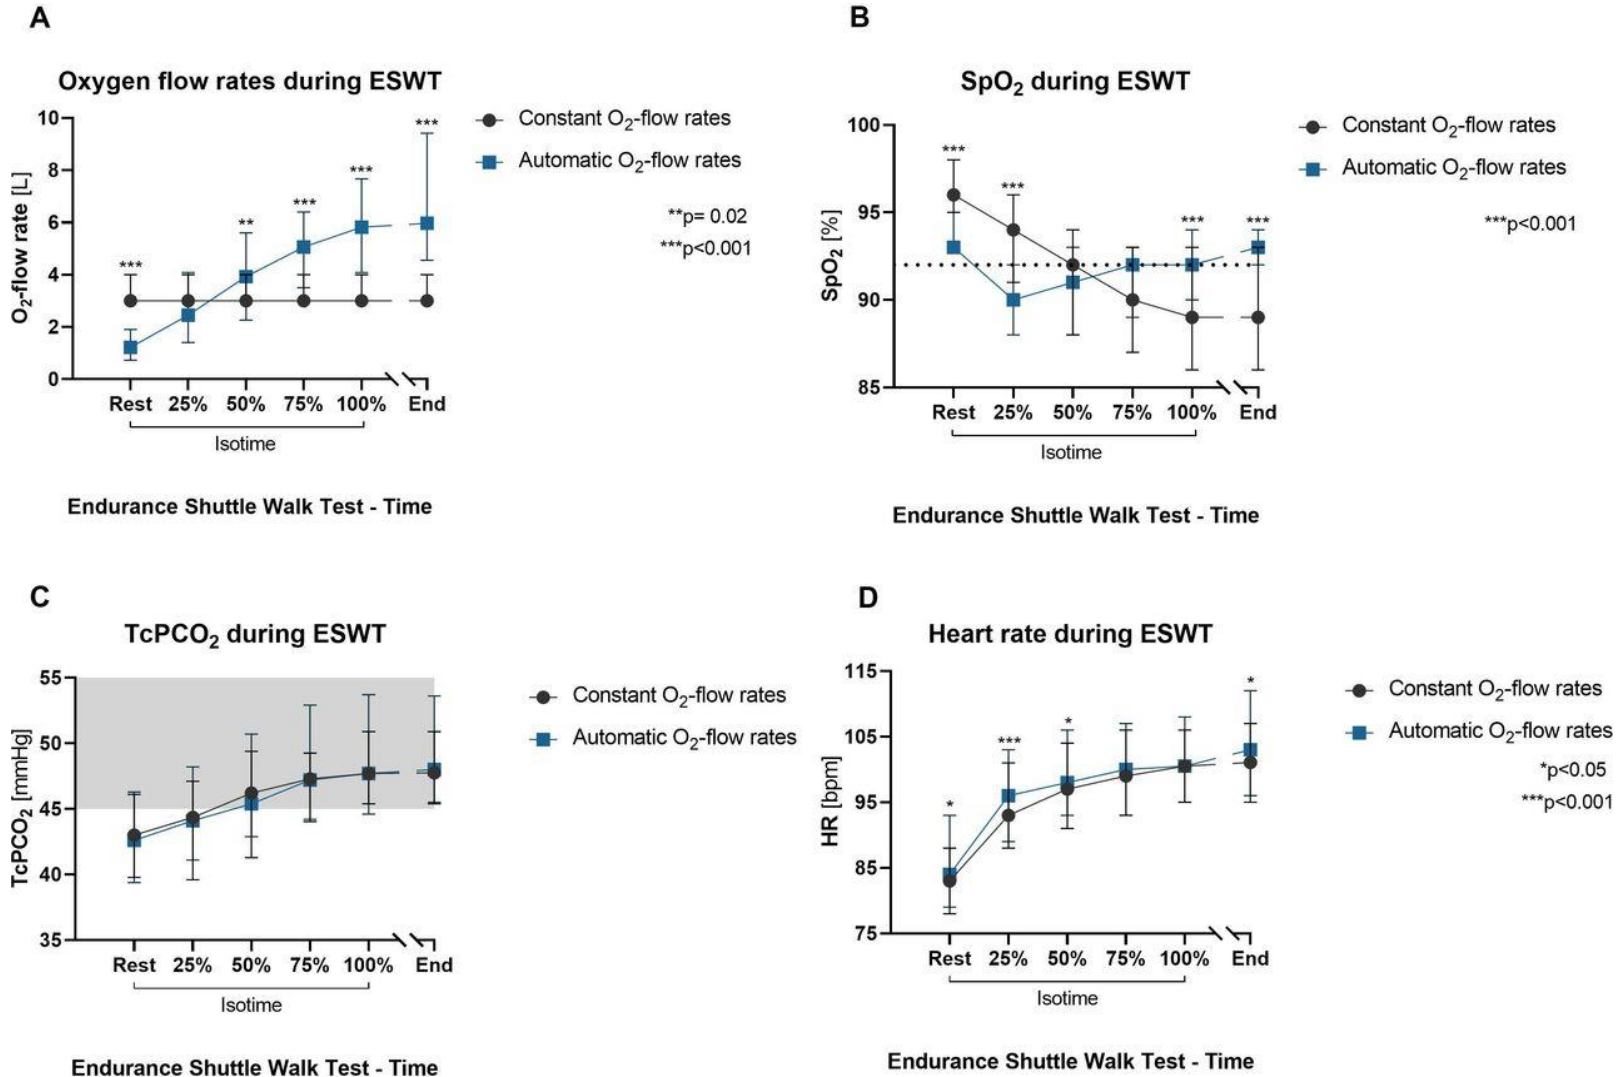 A
Oxygen flow rates during ESWT
Constant O₂-flow rates
Automatic O₂-flow rates
**p= 0.02
***p<0.001
O₂-flow rate [L]
10
8
6
4
2
0
***
**
***
***
***
Rest 25% 50% 75% 100% End
Isotime
Endurance Shuttle Walk Test - Time
B
SpO₂ during ESWT
Constant O₂-flow rates
Automatic O₂-flow rates
***p<0.001
SpO₂ [%]
100
95
90
85
***
***
***
***
Rest 25% 50% 75% 100% End
Isotime
Endurance Shuttle Walk Test - Time
C
TcPCO₂ during ESWT
Constant O₂-flow rates
Automatic O₂-flow rates
TcPCO₂ [mmHg]
55
50
45
40
35
Rest 25% 50% 75% 100% End
Isotime
Endurance Shuttle Walk Test - Time
D
Heart rate during ESWT
Constant O₂-flow rates
Automatic O₂-flow rates
*p<0.05
***p<0.001
HR [bpm]
115
105
95
85
75
*
***
*
*
Rest 25% 50% 75% 100% End
Isotime
Endurance Shuttle Walk Test - Time